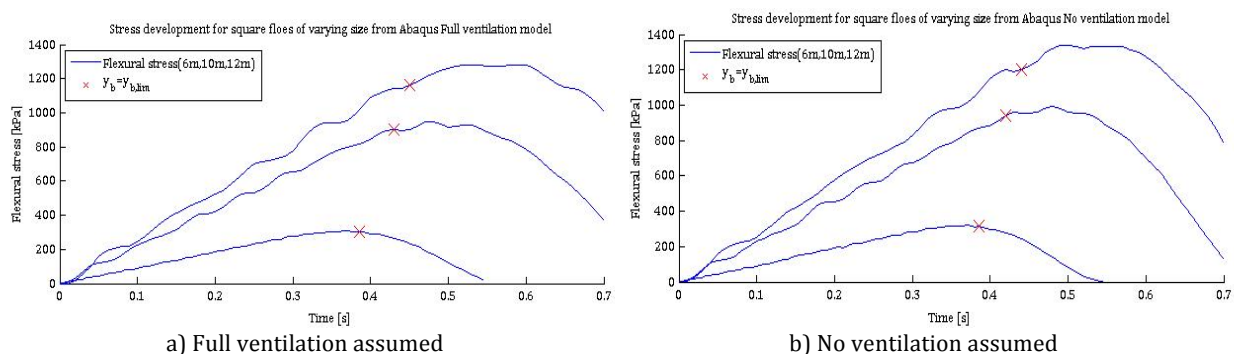 Stress development for square floes of varying size from Abaqus Full ventilation model
1400
1200
1000
800
600
400
200
0
Flexural stress [kPa]
Flexural stress(6m,10m,12m)
y_b=y_b,lim
0 0.1 0.2 0.3 0.4 0.5 0.6 0.7
Time [s]
a) Full ventilation assumed
Stress development for square floes of varying size from Abaqus No ventilation model
1400
1200
1000
800
600
400
200
0
Flexural stress [kPa]
Flexural stress(6m,10m,12m)
y_b=y_b,lim
0 0.1 0.2 0.3 0.4 0.5 0.6 0.7
Time [s]
b) No ventilation assumed